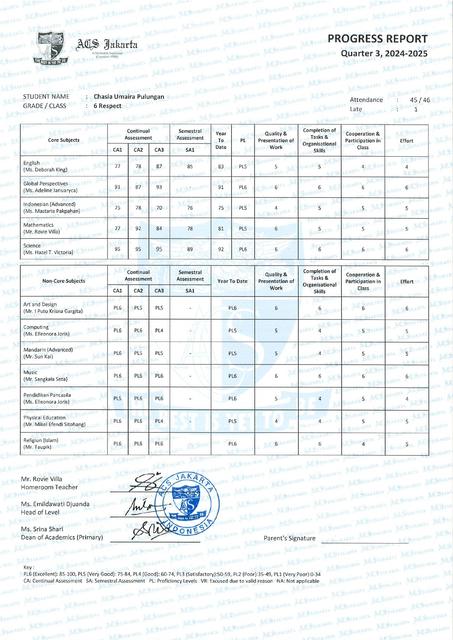 ACS Jakarta
PROGRESS REPORT
Quarter 3, 2024-2025
STUDENT NAME : Chasia Umaira Pulungan
GRADE / CLASS : 6 Respect
Attendance : 45 / 46
Late : 1
Core Subjects | Continual Assessment | Semestral Assessment | Year To Date | PL | Quality & Presentation of Work | Completion of Tasks & Organisational Skills | Cooperation & Participation in Class | Effort
CA1 CA2 CA3 SA1
English 77 78 87 85 83 PL5 5 5 4 4
(Ms. Deborah King)
Global Perspectives 91 87 93 - 91 PL6 6 6 6 6
(Ms. Adeline Januaryca)
Indonesian (Advanced) 75 78 70 76 75 PL5 4 5 5 5
(Ms. Mastaria Pakpahan)
Mathematics 77 92 84 78 81 PL5 6 6 5 5
(Mr. Rovie Villa)
Science 95 95 95 89 92 PL6 6 6 6
(Ms. Hazel T. Victoria)
Non-Core Subjects | Continual Assessment | Semestral Assessment | Year To Date | Quality & Presentation of Work | Completion of Tasks & Organisational Skills | Cooperation & Participation in Class | Effort
CA1 CA2 CA3 SA1
Art and Design PL6 PL5 PL5 - PL6 6 6 6 6
(Mr. I Putu Krisna Gargita)
Computing PL6 PL6 PL4 - PL6 5 4 5 5
(Ms. Elleonora Joris)
Mandarin (Advanced) PL6 PL6 PL5 - PL5 5 4 5 5
(Mr. Sun Kai)
Music PL6 PL6 PL6 - PL6 6 6
(Mr. Sangkala Seta)
Pendidikan Pancasila PL6 PL6 PL5 - PL6 5 4 4
(Ms. Elleonora Joris)
Physical Education PL6 PL6 PL4 - PL5 4 4 5 5
(Mr. Mikel Efendi Sitohang)
Religion (Islam) PL6 PL6 PL6 - PL6 6 6 4 5
(Mr. Taupik)
Mr. Rovie Villa
Homeroom Teacher
Ms. Emildawati Djuanda
Head of Level
Ms. Srina Shari
Dean of Academics (Primary)
ACS JAKARTA
INDONESIA
Parent's Signature
Key :
PL6 (Excellent): 85-100, PL5 (Very Good): 75-84, PL4 (Good): 60-74, PL3 (Satisfactory):50-59, PL2 (Poor): 35-49, PL1 (Very Poor):0-34
CA: Continual Assessment SA: Semestral Assessment PL: Proficiency Levels VR: Excused due to valid reason NA: Not applicable